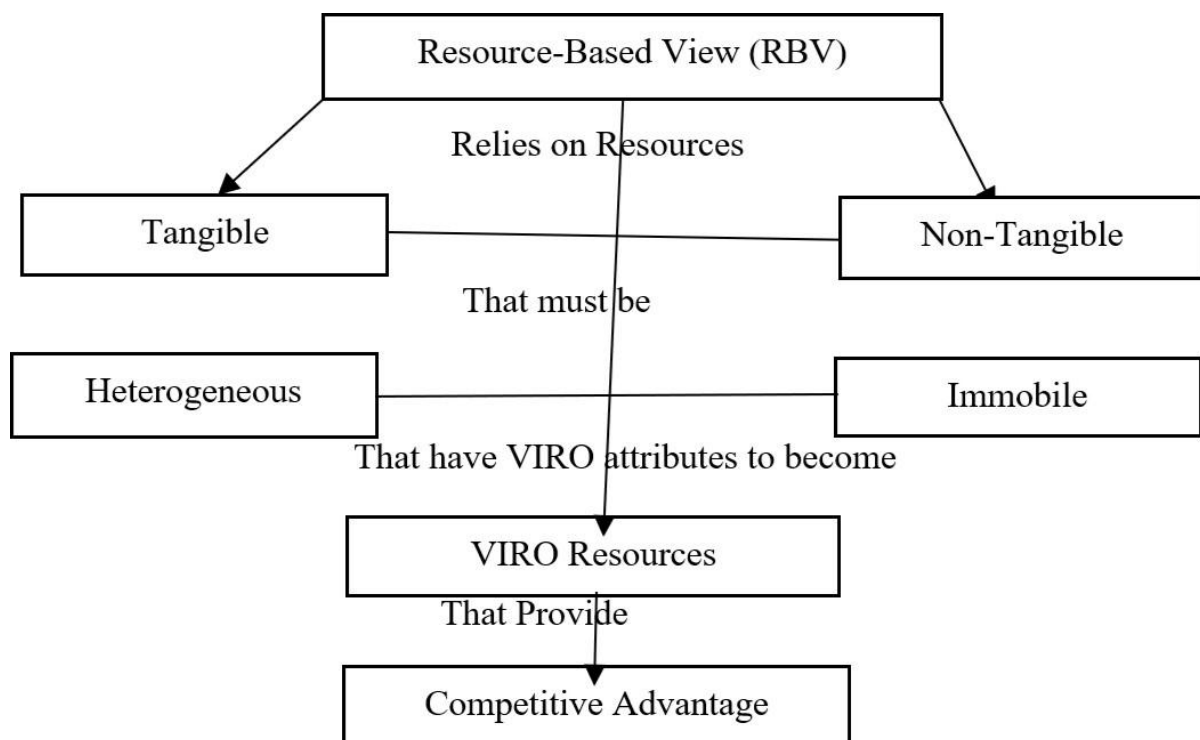 Resource-Based View (RBV)
Relies on Resources
Tangible
Non-Tangible
That must be
Heterogeneous
Immobile
That have VIRO attributes to become
VIRO Resources
That Provide
Competitive Advantage